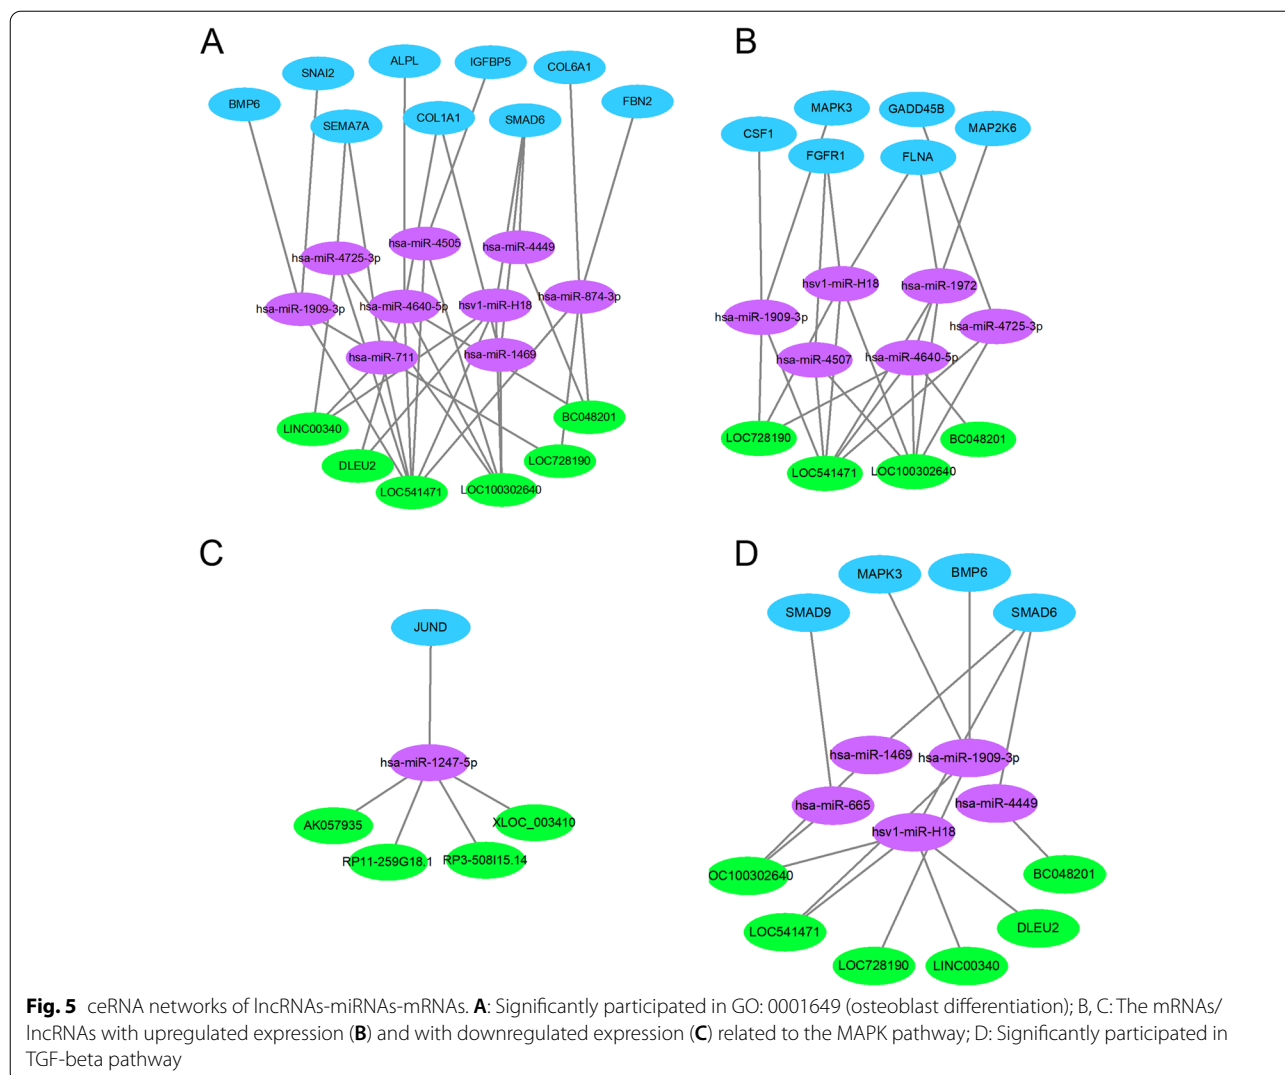 A
SNAI2
ALPL
IGFBP5
COL6A1
BMP6
SEMA7A
COL1A1
SMAD6
FBN2
hsa-miR-4725-3p
hsa-miR-4505
hsa-miR-4449
hsa-miR-1909-3p
hsa-miR-4640-5p
hsv1-miR-H18
hsa-miR-874-3p
hsa-miR-711
hsa-miR-1469
LINC00340
BC048201
DLEU2
LOC728190
LOC541471
LOC100302640
B
MAPK3
GADD45B
CSF1
MAP2K6
FGFR1
FLNA
hsv1-miR-H18
hsa-miR-1972
hsa-miR-1909-3p
hsa-miR-4725-3p
hsa-miR-4507
hsa-miR-4640-5p
LOC728190
BC048201
LOC541471
LOC100302640
C
JUND
hsa-miR-1247-5p
AK057935
XLOC_003410
RP11-259G18.1
RP3-508I15.14
D
MAPK3
BMP6
SMAD9
SMAD6
hsa-miR-1469
hsa-miR-1909-3p
hsa-miR-665
hsa-miR-4449
hsv1-miR-H18
OC100302640
BC048201
LOC541471
DLEU2
LOC728190
LINC00340
Fig. 5 ceRNA networks of lncRNAs-miRNAs-mRNAs. A: Significantly participated in GO: 0001649 (osteoblast differentiation); B, C: The mRNAs/
lncRNAs with upregulated expression (B) and with downregulated expression (C) related to the MAPK pathway; D: Significantly participated in
TGF-beta pathway